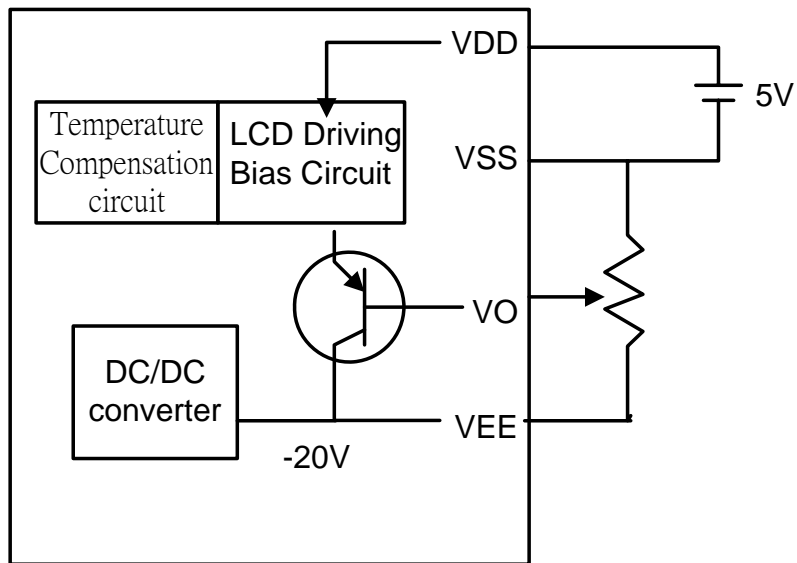 VDD
5V
Temperature
Compensation
circuit
LCD Driving
Bias Circuit
VSS
VO
DC/DC
converter
VEE
-20V